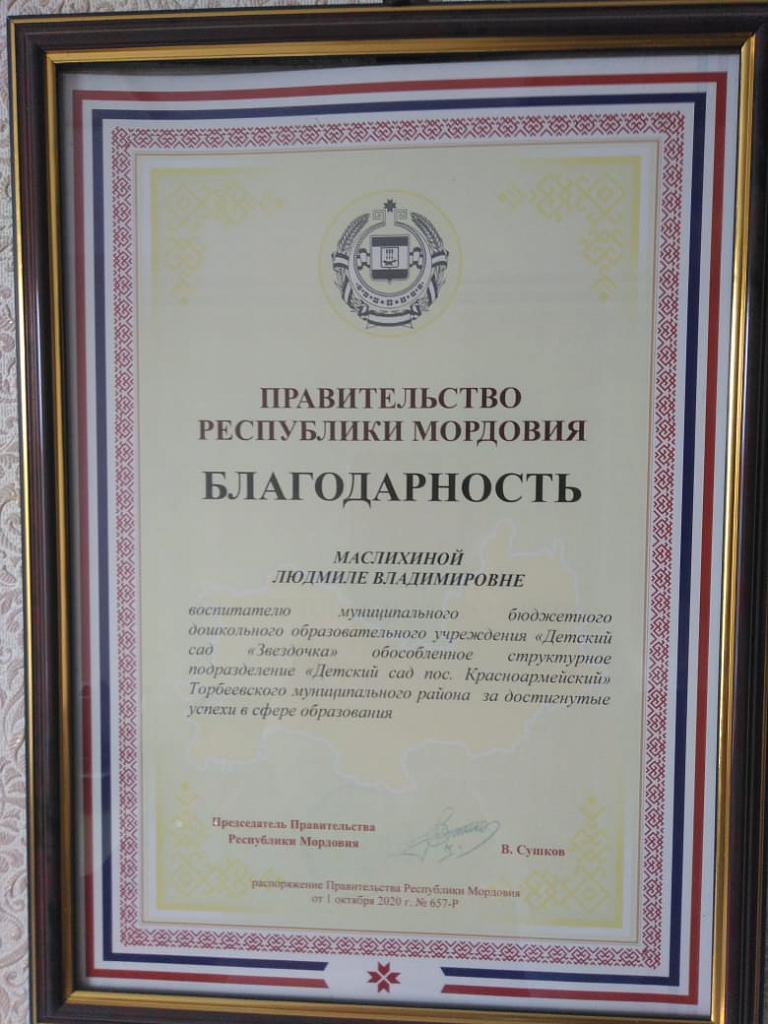 ПРАВИТЕЛЬСТВО
РЕСПУБЛИКИ МОРДОВИЯ
БЛАГОДАРНОСТЬ
МАСЛИХИНОЙ
ЛЮДМИЛЕ ВЛАДИМИРОВНЕ
воспитателю муниципального бюджетного
дошкольного образовательного учреждения «Детский
сад «Звездочка» обособленное структурное
подразделение «Детский сад пос. Красноармейский»
Торбеевского муниципального района за достигнутые
успехи в сфере образования
Председатель Правительства
Республики Мордовия
В. Сушков
распоряжение Правительства Республики Мордовия
от 1 октября 2020 г. № 657-Р